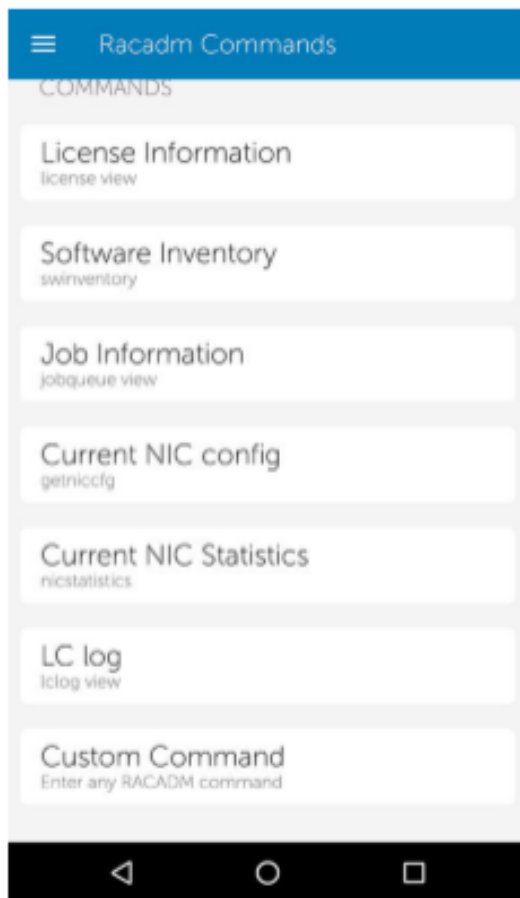 Racadm Commands
COMMANDS
License Information
license view
Software Inventory
swinventory
Job Information
jobqueue view
Current NIC config
getniccfg
Current NIC Statistics
nicstatistics
LC log
lclog view
Custom Command
Enter any RACADM command